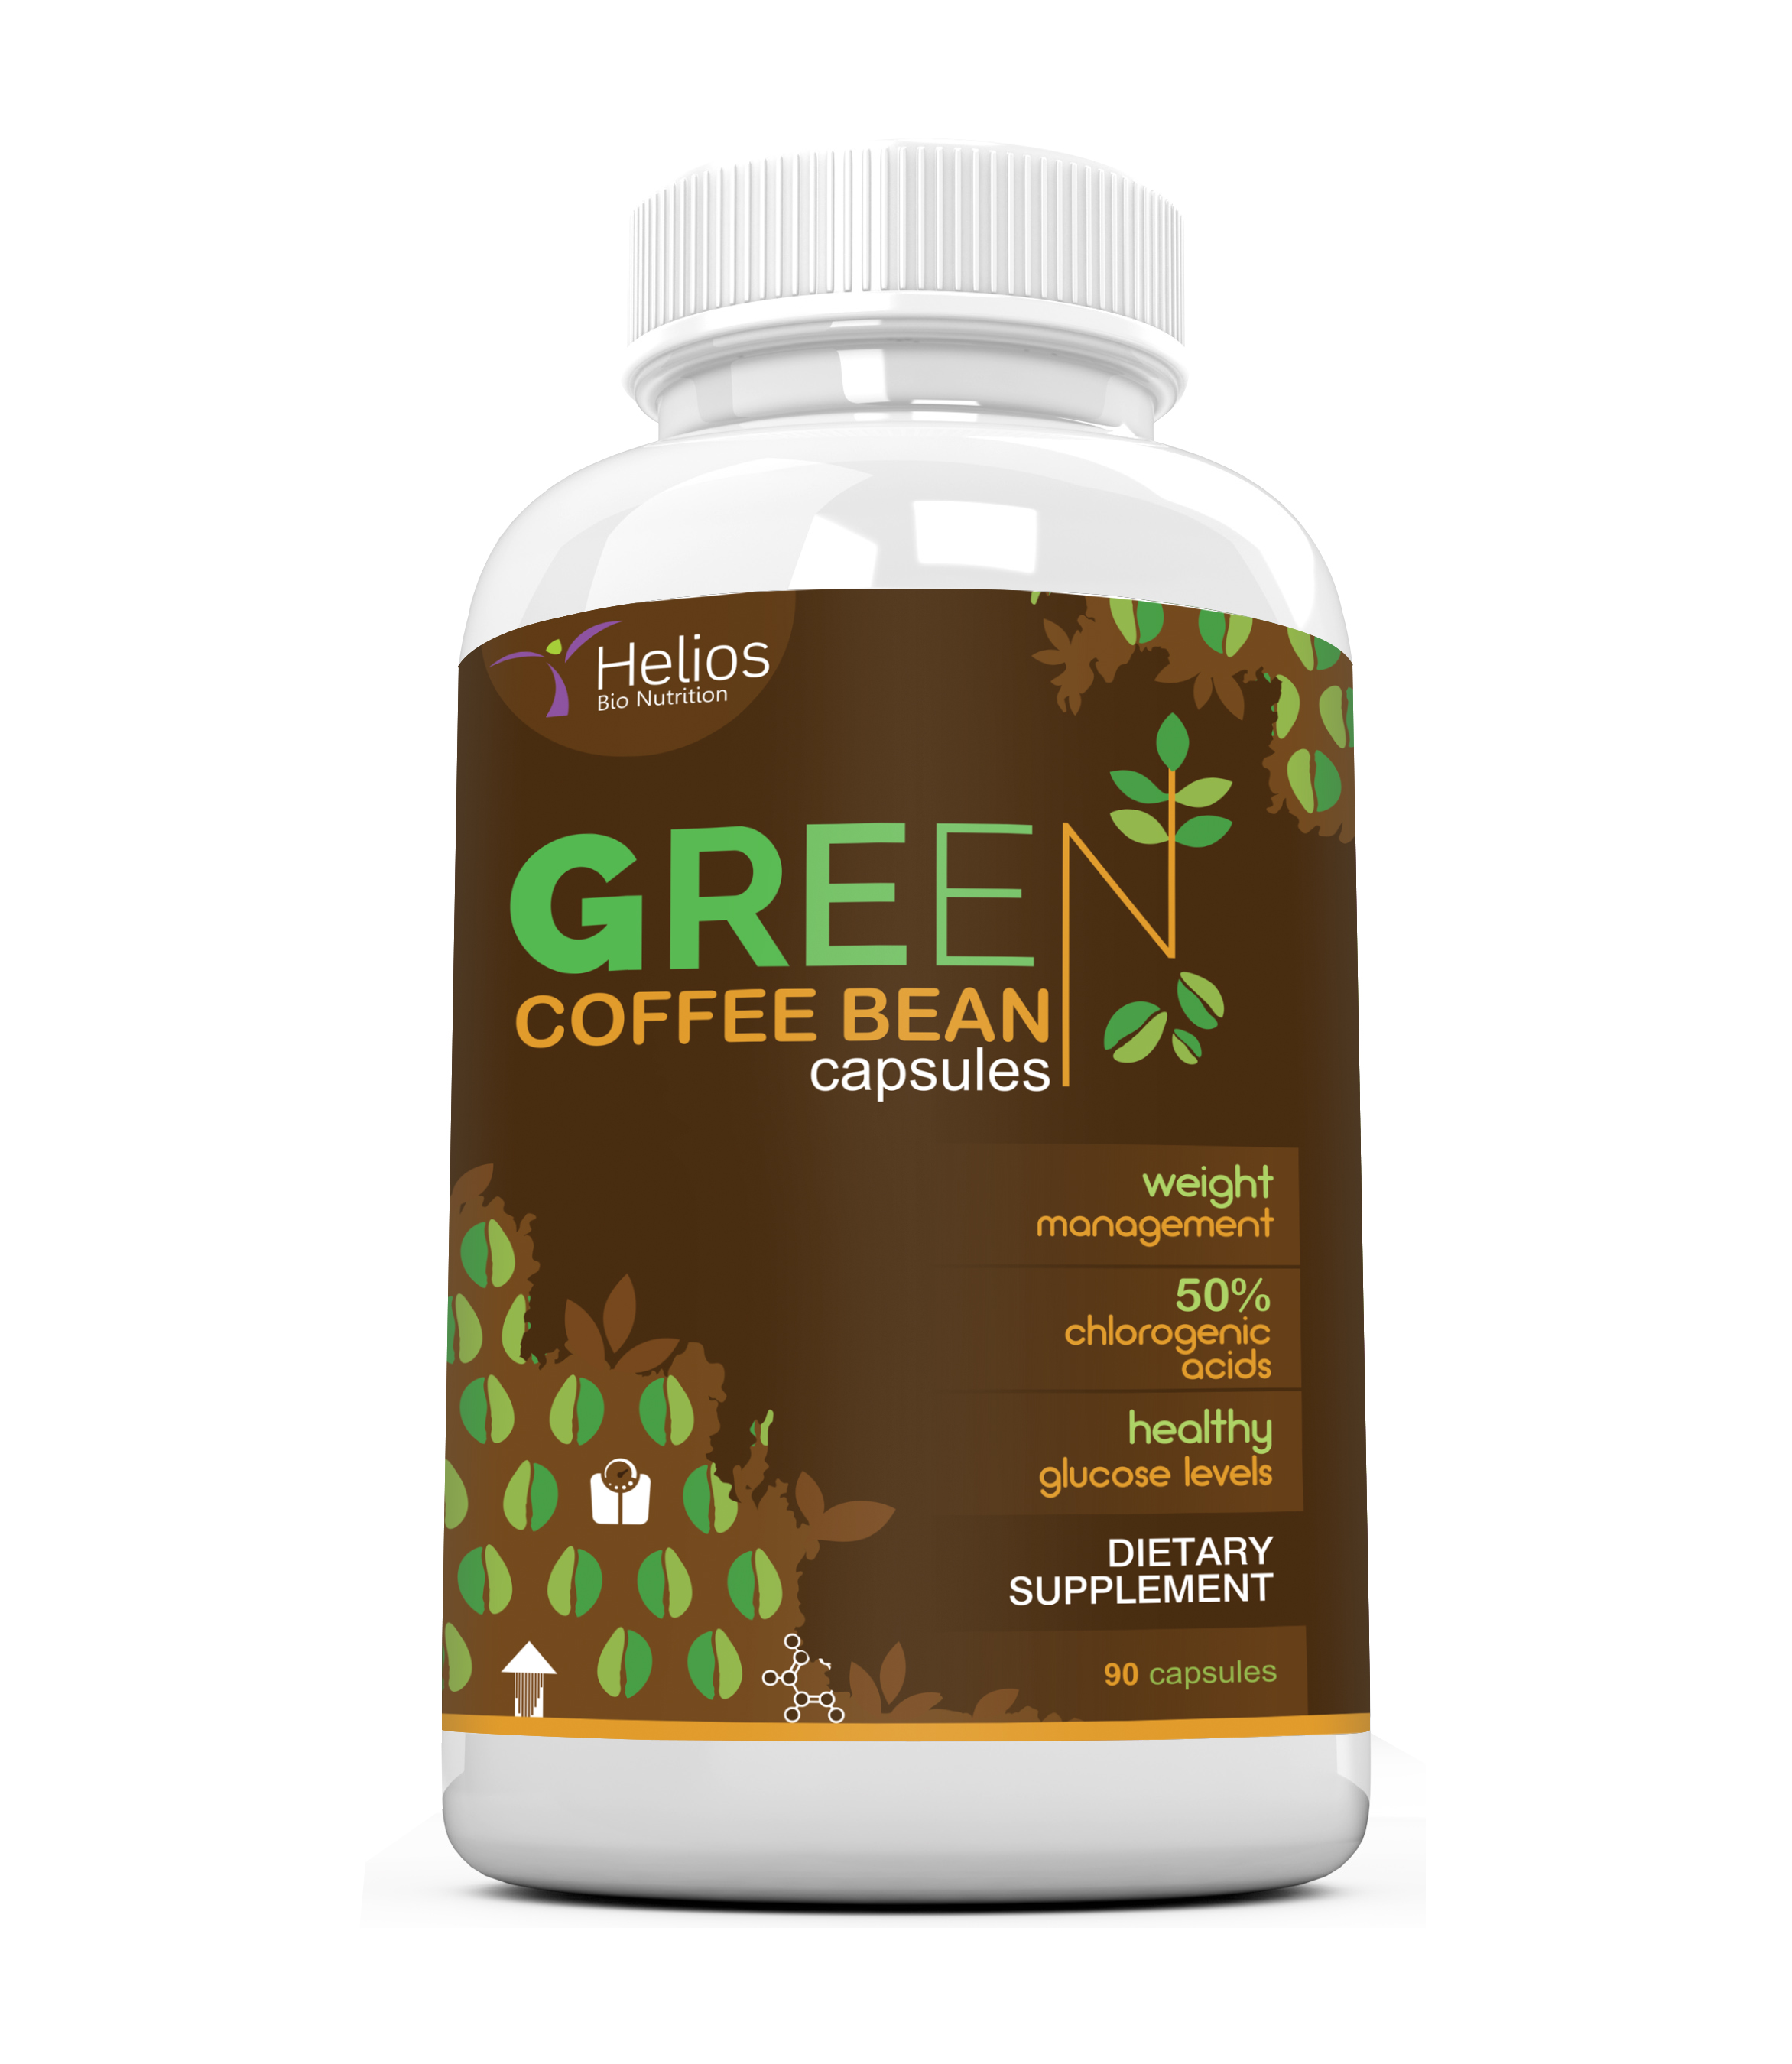 Helios
Bio Nutrition
GREEN
COFFEE BEAN
capsules
weight
management
50%
chlorogenic
acids
healthy
glucose levels
DIETARY
SUPPLEMENT
90 capsules